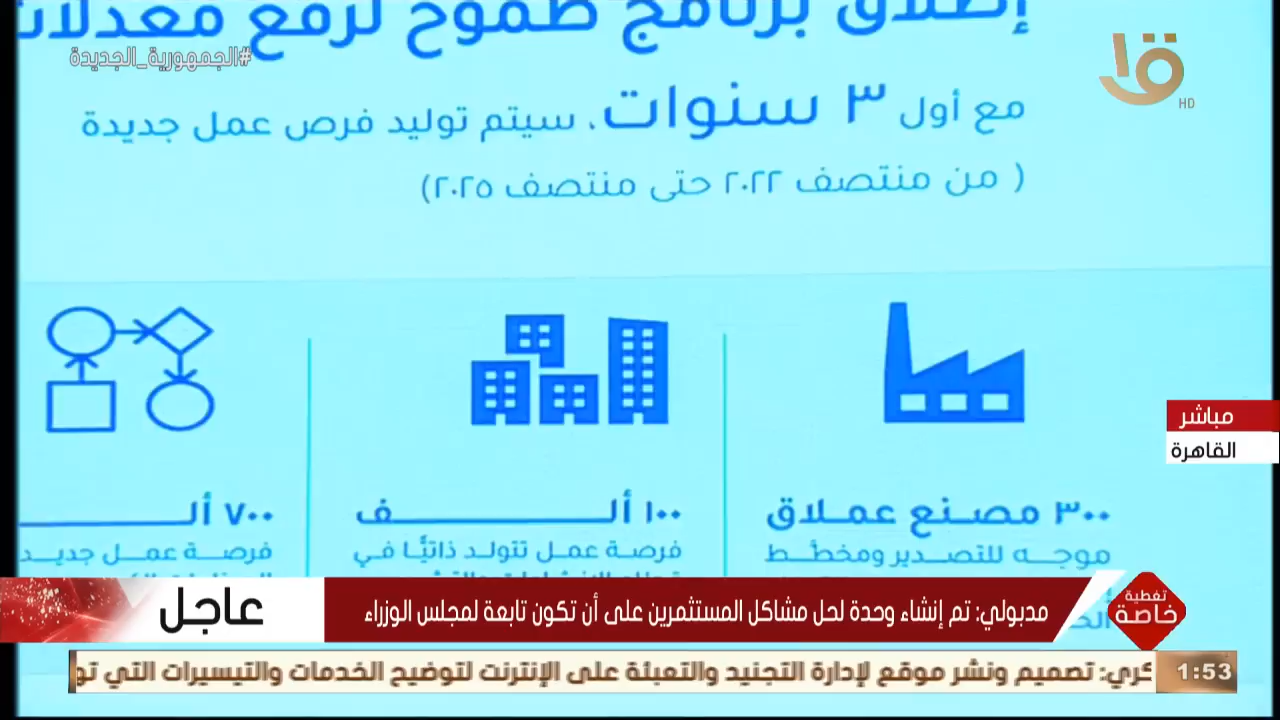 إطلاق برنامج طموح لرفع معدلات
#الجمهورية_الجديدة
HD
مع أول ٣ سنوات، سيتم توليد فرص عمل جديدة
( من منتصف ٢٠٢٢ حتى منتصف ٢٠٢٥)
مباشر
القاهرة
٣٠٠ مصنع عملاق
موجه للتصدير ومخطط
١٠٠ ألف
فرصة عمل تتولد ذاتيًا في
٧٠٠ ألـ
فرصة عمل جديد
تغطية
خاصة
مدبولي: تم إنشاء وحدة لحل مشاكل المستثمرين على أن تكون تابعة لمجلس الوزراء
عاجل
1:53
كري: تصميم ونشر موقع لإدارة التجنيد والتعبئة على الإنترنت لتوضيح الخدمات والتيسيرات التي